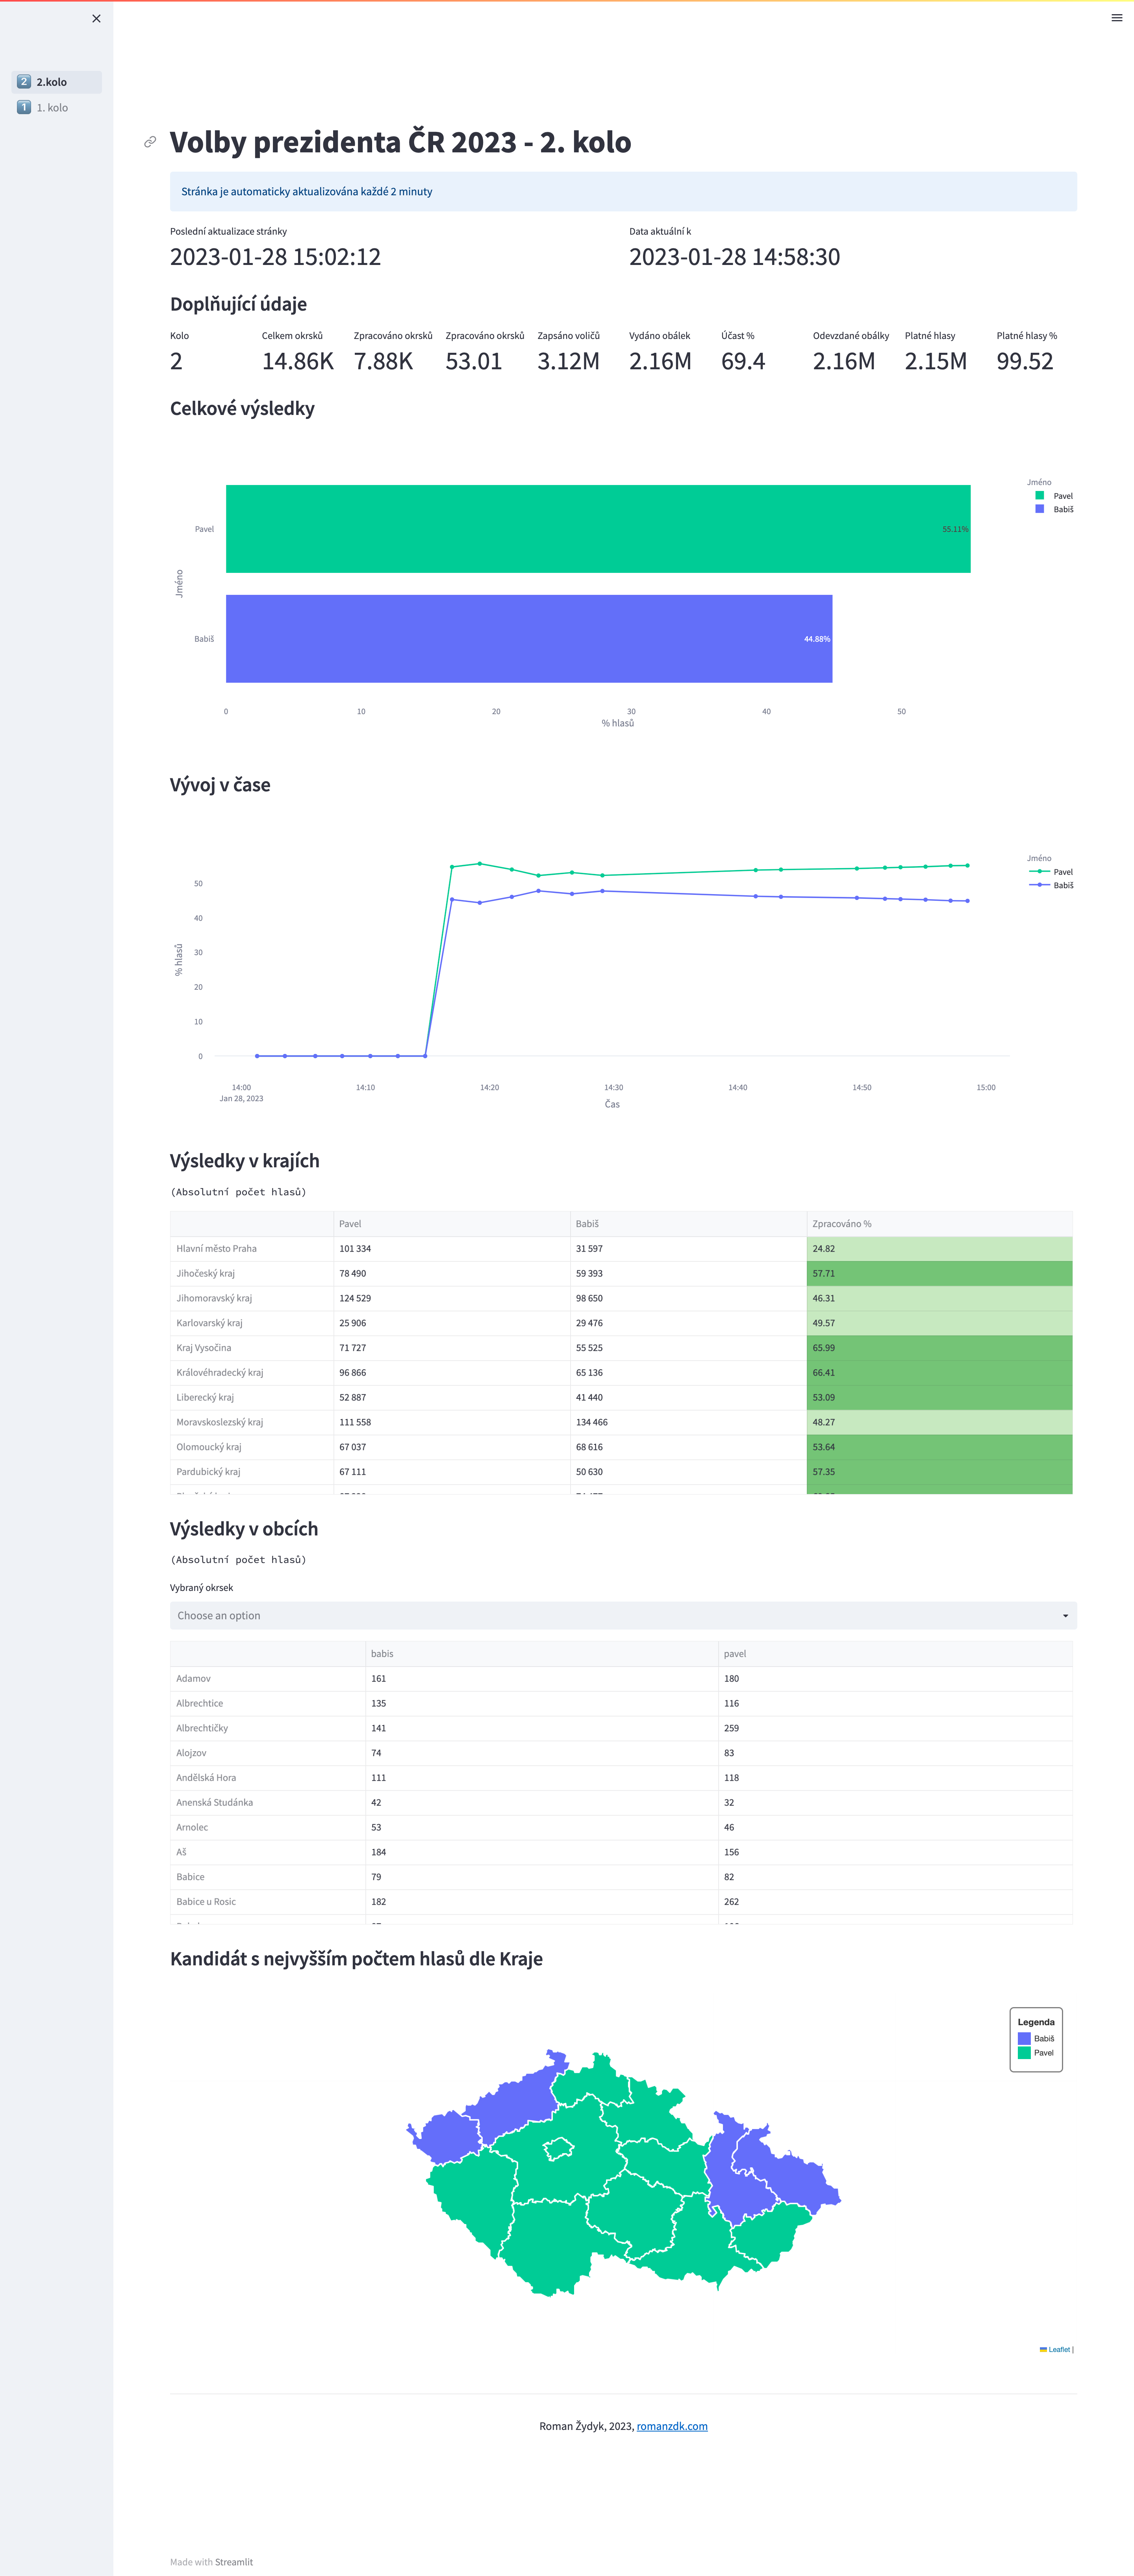 2 2.kolo
1 1. kolo
Volby prezidenta ČR 2023 - 2. kolo
Stránka je automaticky aktualizována každé 2 minuty
Poslední aktualizace stránky Data aktuální k
2023-01-28 15:02:12 2023-01-28 14:58:30
Doplňující údaje
Kolo Celkem okrsků Zpracováno okrsků Zpracováno okrsků Zapsáno voličů Vydáno obálek Účast % Odevzdané obálky Platné hlasy Platné hlasy %
2 14.86K 7.88K 53.01 3.12M 2.16M 69.4 2.16M 2.15M 99.52
Celkové výsledky
Jméno
Pavel
Babiš
Pavel 55.11%
Jméno
Babiš 44.88%
0 10 20 30 40 50
% hlasů
Vývoj v čase
Jméno
Pavel
Babiš
50
40
30
20
10
0
% hlasů
14:00 14:10 14:20 14:30 14:40 14:50 15:00
Jan 28, 2023
Čas
Výsledky v krajích
(Absolutní počet hlasů)
Pavel Babiš Zpracováno %
Hlavní město Praha 101 334 31 597 24.82
Jihočeský kraj 78 490 59 393 57.71
Jihomoravský kraj 124 529 98 650 46.31
Karlovarský kraj 25 906 29 476 49.57
Kraj Vysočina 71 727 55 525 65.99
Královéhradecký kraj 96 866 65 136 66.41
Liberecký kraj 52 887 41 440 53.09
Moravskoslezský kraj 111 558 134 466 48.27
Olomoucký kraj 67 037 68 616 53.64
Pardubický kraj 67 111 50 630 57.35
Výsledky v obcích
(Absolutní počet hlasů)
Vybraný okrsek
Choose an option
babis pavel
Adamov 161 180
Albrechtice 135 116
Albrechtičky 141 259
Alojzov 74 83
Andělská Hora 111 118
Anenská Studánka 42 32
Arnolec 53 46
Aš 184 156
Babice 79 82
Babice u Rosic 182 262
Kandidát s nejvyšším počtem hlasů dle Kraje
Legenda
Babiš
Pavel
Leaflet |
Roman Žydyk, 2023, romanzdk.com
Made with Streamlit